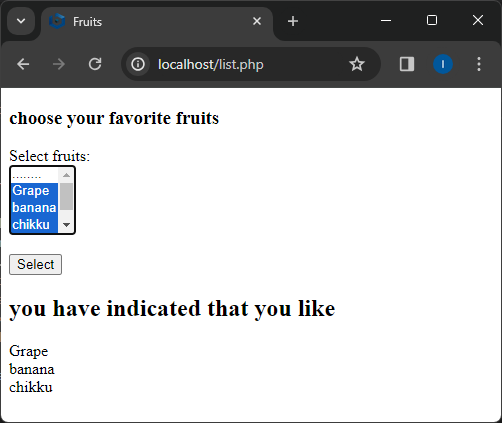 Fruits
localhost/list.php
I
choose your favorite fruits
Select fruits:
........
Grape
banana
chikku
Select
you have indicated that you like
Grape
banana
chikku